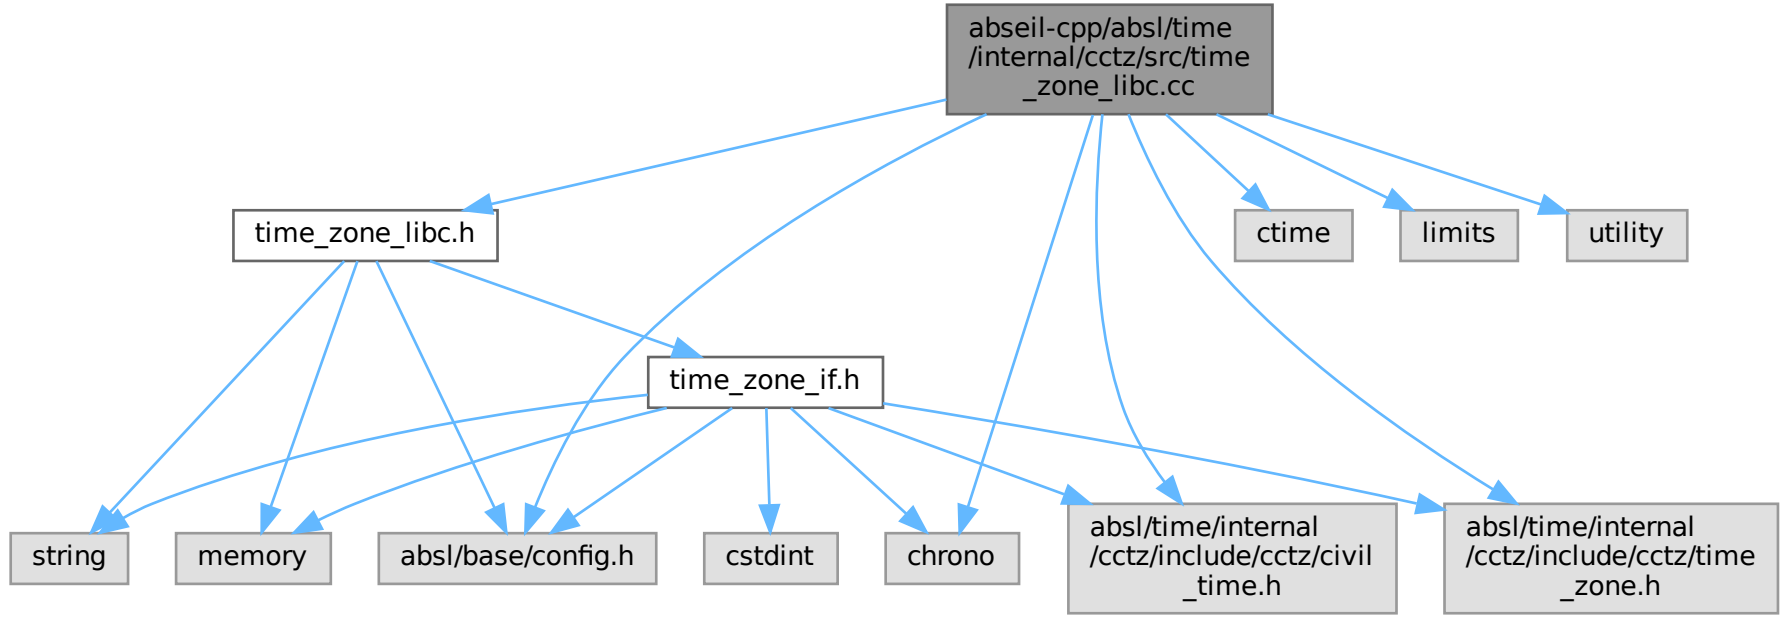 abseil-cpp/absl/time
/internal/cctz/src/time
_zone_libc.cc
time_zone_libc.h
ctime
limits
utility
time_zone_if.h
string
memory
absl/base/config.h
cstdint
chrono
absl/time/internal
/cctz/include/cctz/civil
_time.h
absl/time/internal
/cctz/include/cctz/time
_zone.h